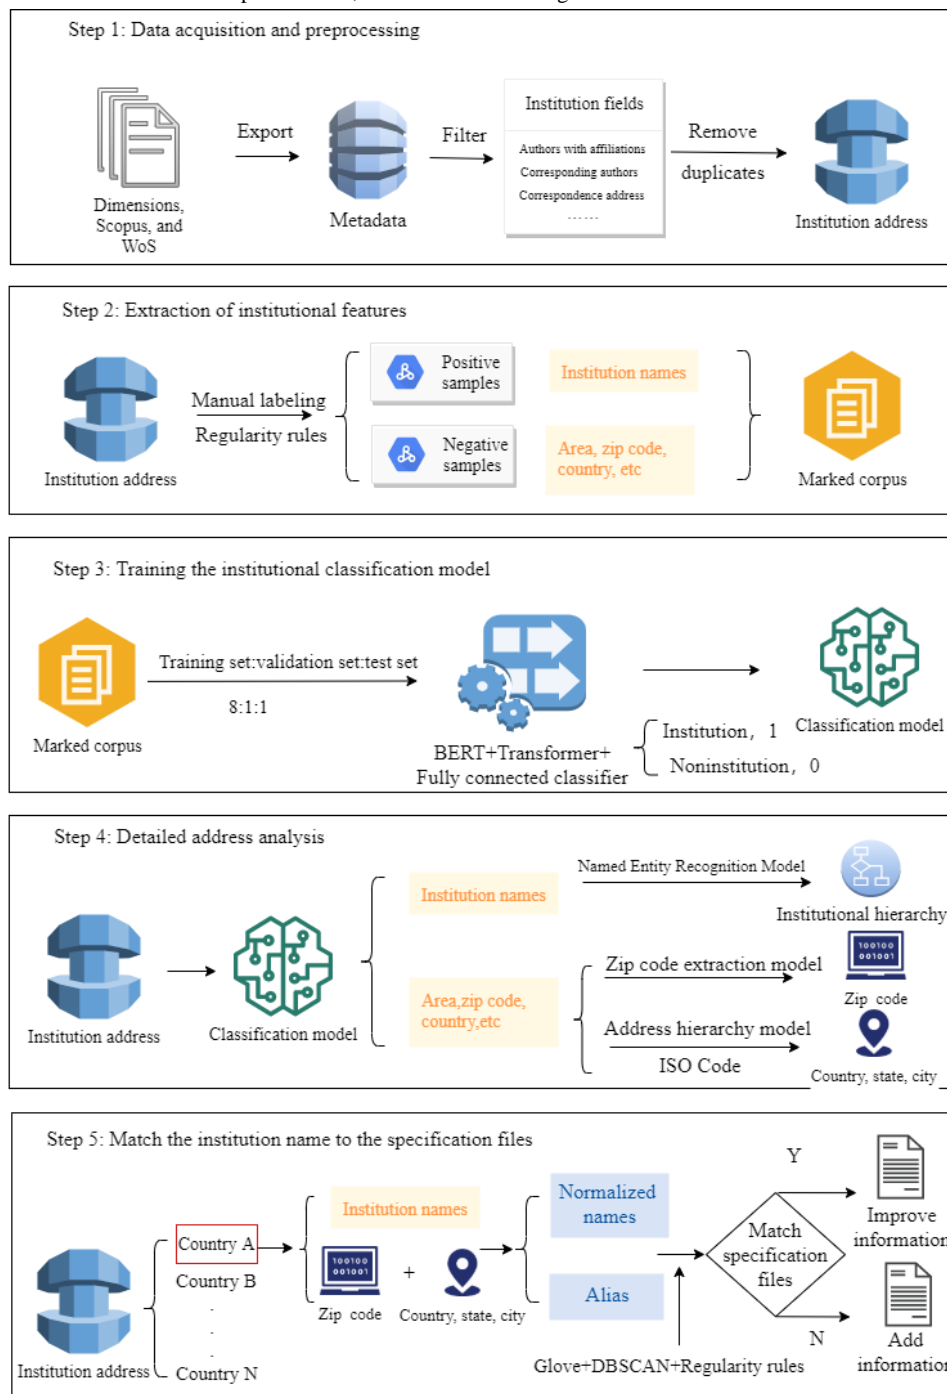 Step 1: Data acquisition and preprocessing
Institution fields
Export
Filter
Remove
Authors with affiliations
Corresponding authors
duplicates
Correspondence address
……
Dimensions,
Scopus, and
WoS
Metadata
Institution address
Step 2: Extraction of institutional features
Positive
samples
Institution names
Manual labeling
Regularity rules
Negative
samples
Area, zip code,
country, etc
Institution address
Marked corpus
Step 3: Training the institutional classification model
Training set:validation set:test set
8:1:1
Marked corpus
BERT+Transformer+
Fully connected classifier
Institution, 1
Noninstitution, 0
Classification model
Step 4: Detailed address analysis
Named Entity Recognition Model
Institution names
Institutional hierarchy
100100
001001
Zip code extraction model
Area,zip code,
country,etc
Zip code
Address hierarchy model
ISO Code
Institution address
Classification model
Country, state, city
Step 5: Match the institution name to the specification files
Y
Normalized
names
Institution names
Improve
information
Country A
Match
specification
files
100100
001001
+
Country B
.
.
Alias
Zip code
Country, state, city
N
Add
information
Institution address
Country N
Glove+DBSCAN+Regularity rules